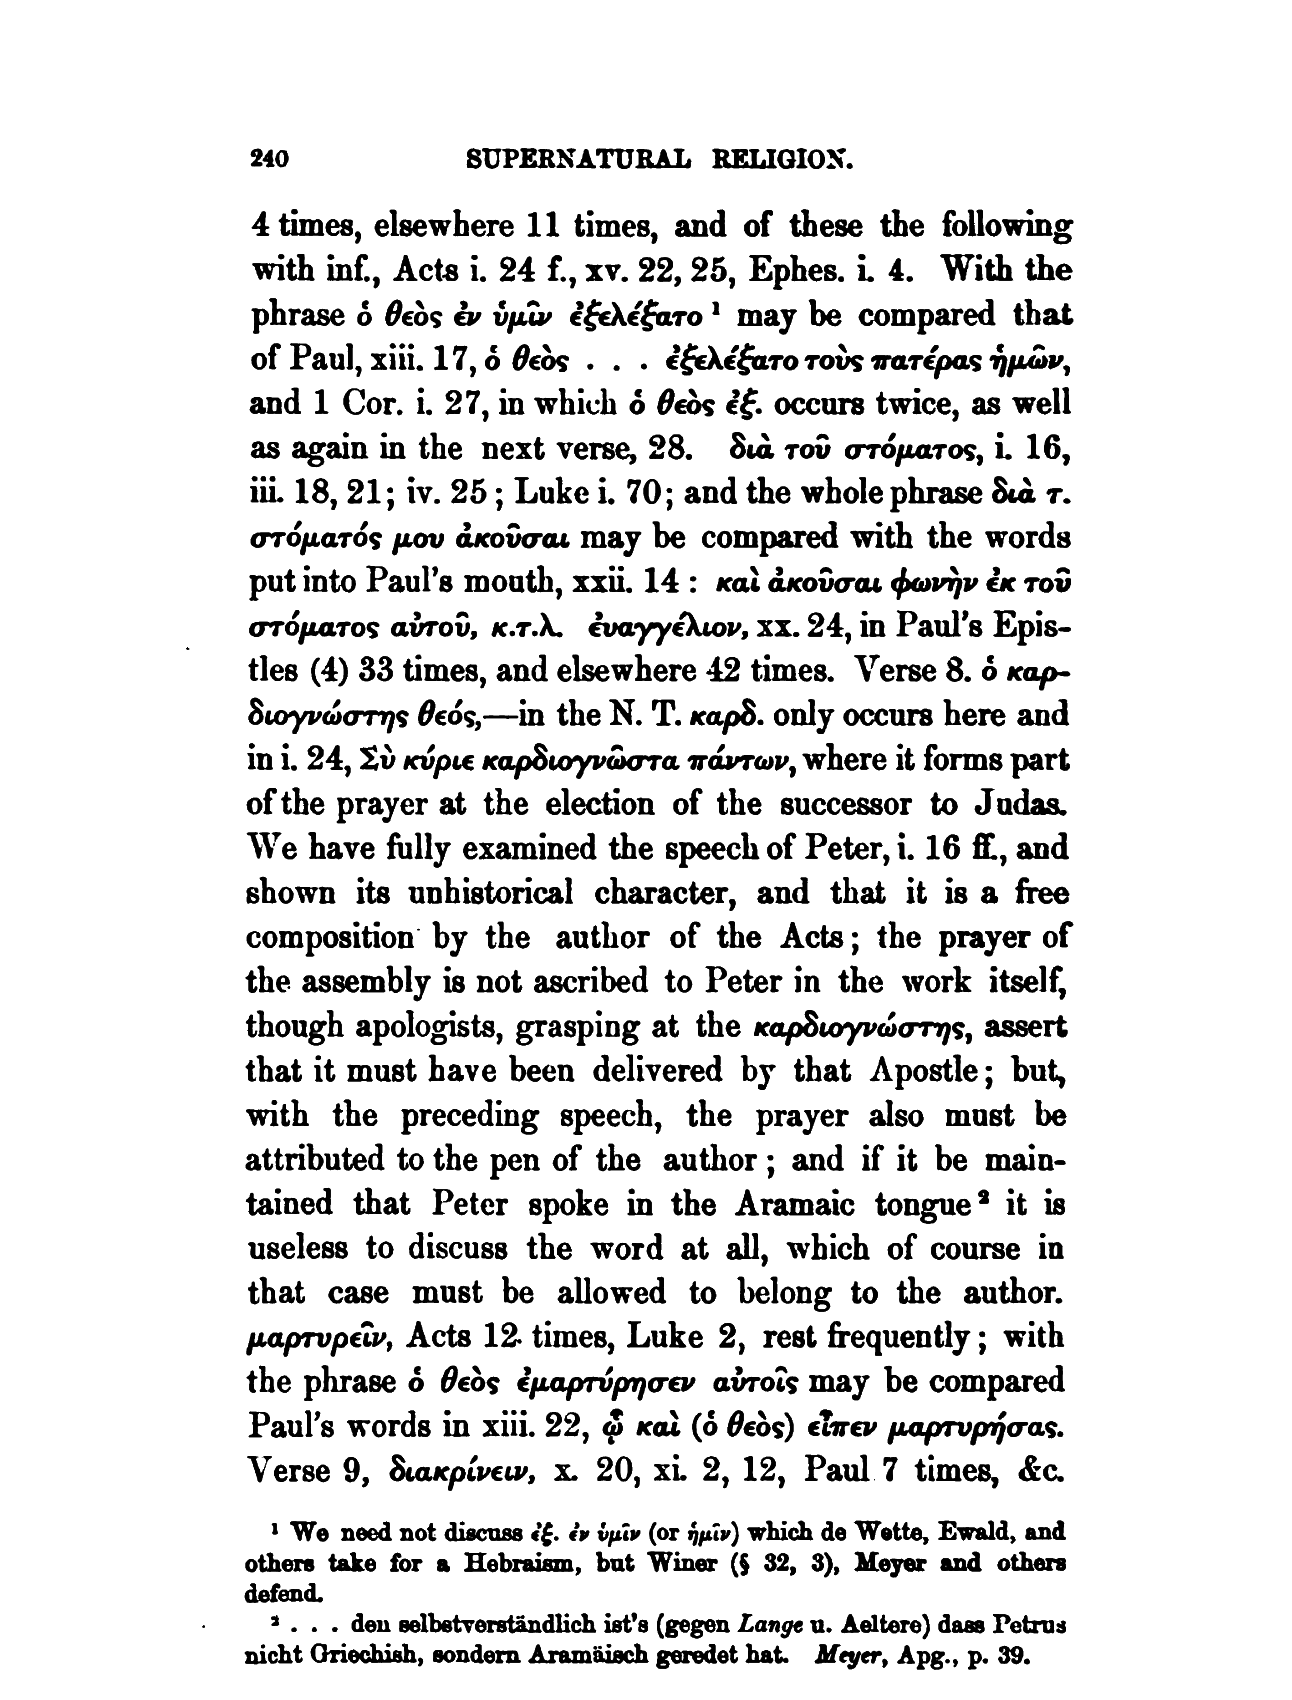 240 SUPERNATURAL RELIGION.
4 times, elsewhere 11 times, and of these the following
with inf., Acts i. 24 f., xv. 22, 25, Ephes. i. 4. With the
phrase ὁ θεὸς ἐν ὑμῖν ἐξελέξατο ¹ may be compared that
of Paul, xiii. 17, ὁ θεὸς . . . ἐξελέξατο τοὺς πατέρας ἡμῶν,
and 1 Cor. i. 27, in which ὁ θεὸς ἐξ. occurs twice, as well
as again in the next verse, 28. διὰ τοῦ στόματος, i. 16,
iii. 18, 21; iv. 25; Luke i. 70; and the whole phrase διὰ τ.
στόματός μου ἀκοῦσαι may be compared with the words
put into Paul's mouth, xxii. 14 : καὶ ἀκοῦσαι φωνὴν ἐκ τοῦ
στόματος αὐτοῦ, κ.τ.λ. ἐυαγγέλιον, xx. 24, in Paul's Epis-
tles (4) 33 times, and elsewhere 42 times. Verse 8. ὁ καρ-
διογνώστης θεός,—in the N. T. καρδ. only occurs here and
in i. 24, Σὺ κύριε καρδιογνῶστα πάντων, where it forms part
of the prayer at the election of the successor to Judas.
We have fully examined the speech of Peter, i. 16 ff., and
shown its unhistorical character, and that it is a free
composition by the author of the Acts; the prayer of
the assembly is not ascribed to Peter in the work itself,
though apologists, grasping at the καρδιογνώστης, assert
that it must have been delivered by that Apostle; but,
with the preceding speech, the prayer also must be
attributed to the pen of the author; and if it be main-
tained that Peter spoke in the Aramaic tongue ² it is
useless to discuss the word at all, which of course in
that case must be allowed to belong to the author.
μαρτυρεῖν, Acts 12 times, Luke 2, rest frequently; with
the phrase ὁ θεὸς ἐμαρτύρησεν αὐτοῖς may be compared
Paul's words in xiii. 22, ᾧ καὶ (ὁ θεὸς) εἶπεν μαρτυρήσας.
Verse 9, διακρίνειν, x. 20, xi. 2, 12, Paul 7 times, &c.
¹ We need not discuss ἐξ. ἐν ὑμῖν (or ἡμῖν) which de Wette, Ewald, and
others take for a Hebraism, but Winer (§ 32, 3), Meyer and others
defend.
² . . . den selbstverständlich ist's (gegen Lange u. Aeltere) dass Petrus
nicht Griechish, sondern Aramäisch geredet hat. Meyer, Apg., p. 39.